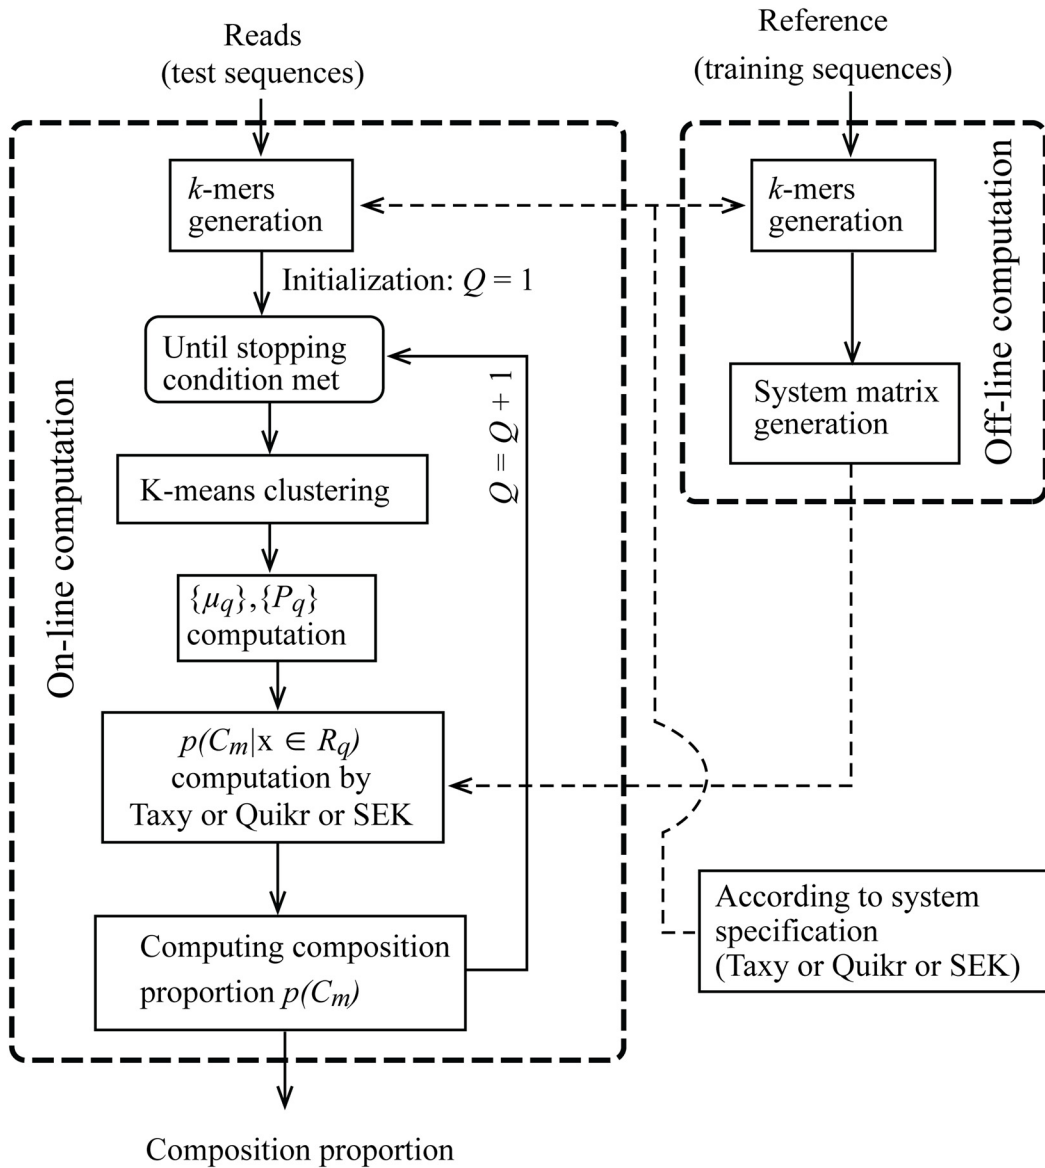 Reads
(test sequences)
Reference
(training sequences)
k-mers
generation
k-mers
generation
Initialization: Q = 1
Until stopping
condition met
System matrix
generation
Off-line computation
Q = Q + 1
K-means clustering
On-line computation
{μq},{Pq}
computation
p(Cm|x ∈ Rq)
computation by
Taxy or Quikr or SEK
According to system
specification
(Taxy or Quikr or SEK)
Computing composition
proportion p(Cm)
Composition proportion